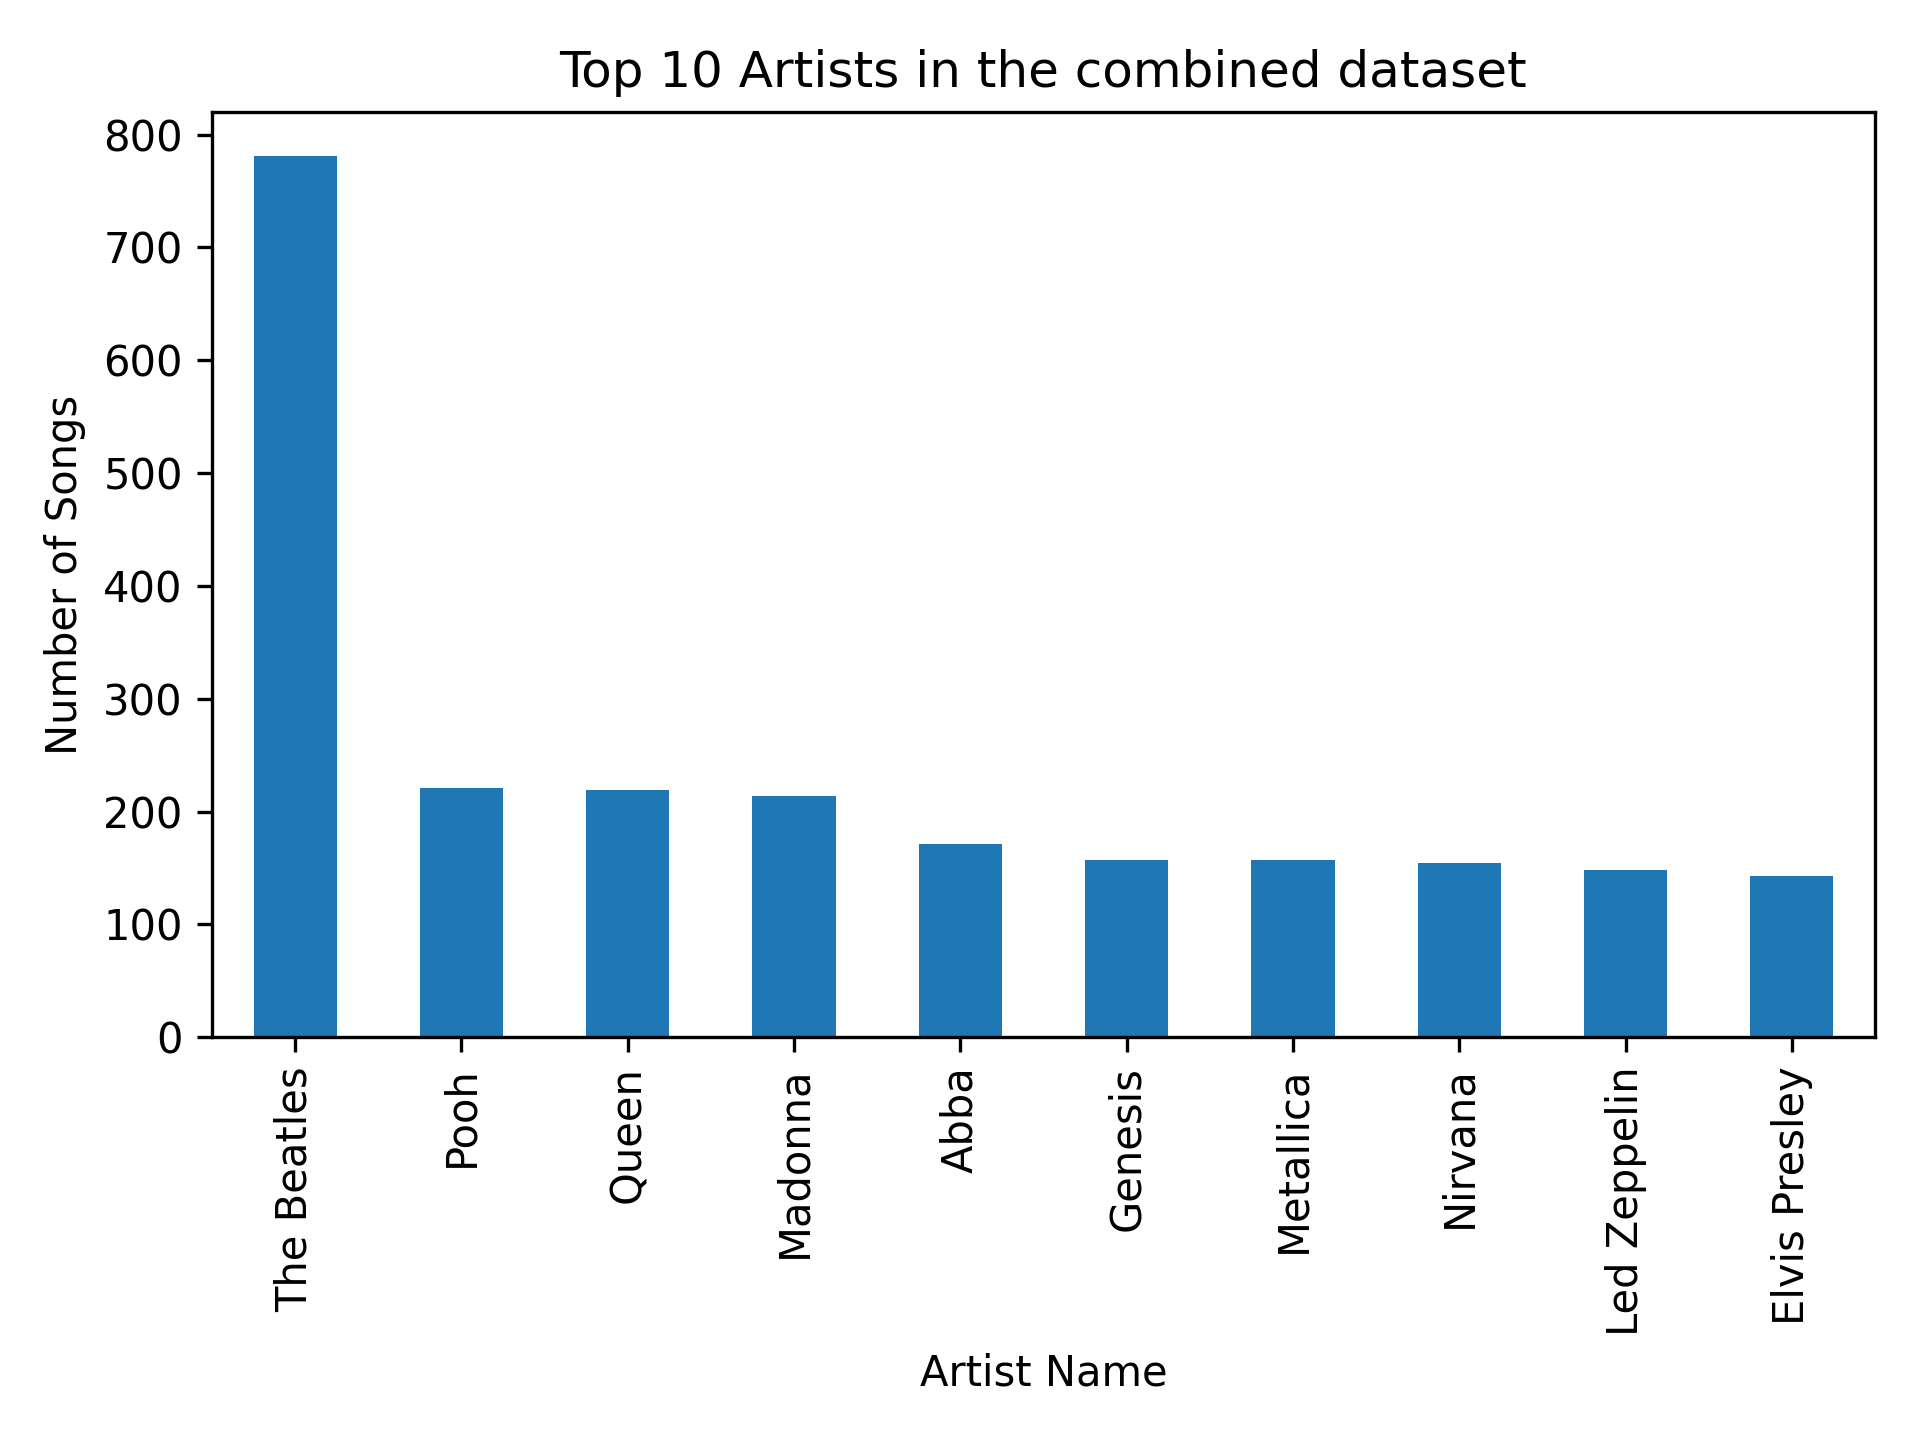 Top 10 Artists in the combined dataset
800
700
600
500
400
300
200
100
0
Number of Songs
The Beatles
Pooh
Queen
Madonna
Abba
Genesis
Metallica
Nirvana
Led Zeppelin
Elvis Presley
Artist Name